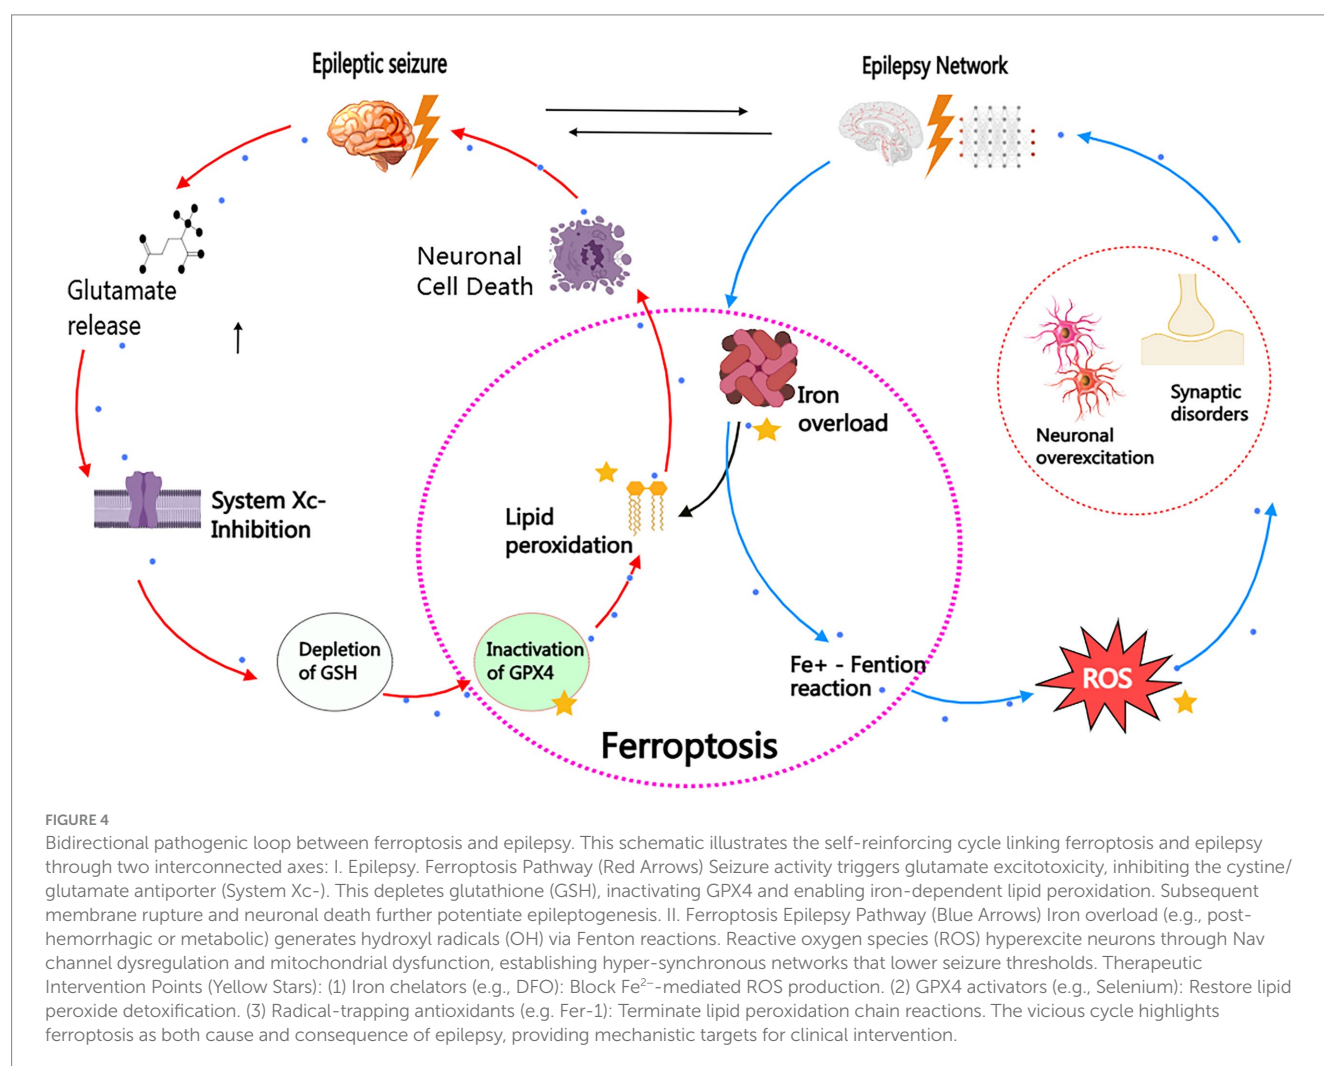 Epileptic seizure
Epilepsy Network
Neuronal
Cell Death
Glutamate
release
Iron
overload
Synaptic
disorders
Neuronal
overexcitation
System Xc-
Inhibition
Lipid
peroxidation
Depletion
of GSH
Inactivation
of GPX4
Fe+ - Fention
reaction
ROS
Ferroptosis
FIGURE 4
Bidirectional pathogenic loop between ferroptosis and epilepsy. This schematic illustrates the self-reinforcing cycle linking ferroptosis and epilepsy
through two interconnected axes: I. Epilepsy. Ferroptosis Pathway (Red Arrows) Seizure activity triggers glutamate excitotoxicity, inhibiting the cystine/
glutamate antiporter (System Xc-). This depletes glutathione (GSH), inactivating GPX4 and enabling iron-dependent lipid peroxidation. Subsequent
membrane rupture and neuronal death further potentiate epileptogenesis. II. Ferroptosis Epilepsy Pathway (Blue Arrows) Iron overload (e.g., post-
hemorrhagic or metabolic) generates hydroxyl radicals (OH) via Fenton reactions. Reactive oxygen species (ROS) hyperexcite neurons through Nav
channel dysregulation and mitochondrial dysfunction, establishing hyper-synchronous networks that lower seizure thresholds. Therapeutic
Intervention Points (Yellow Stars): (1) Iron chelators (e.g., DFO): Block Fe²⁻-mediated ROS production. (2) GPX4 activators (e.g., Selenium): Restore lipid
peroxide detoxification. (3) Radical-trapping antioxidants (e.g. Fer-1): Terminate lipid peroxidation chain reactions. The vicious cycle highlights
ferroptosis as both cause and consequence of epilepsy, providing mechanistic targets for clinical intervention.